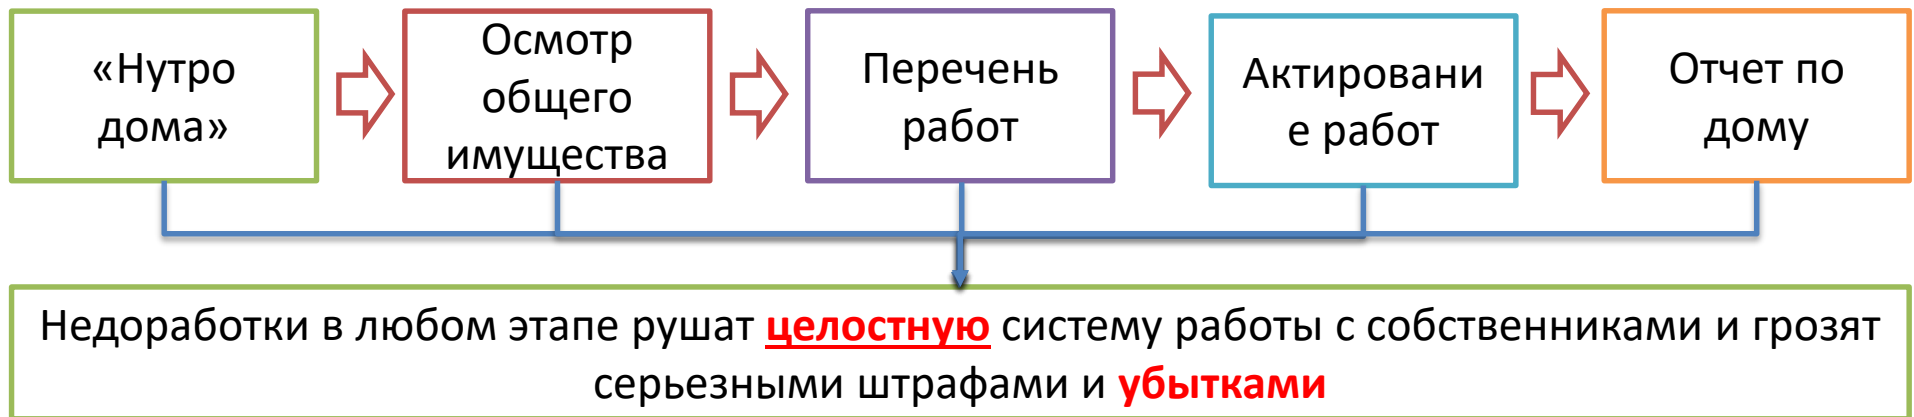 «Нутро
дома»
Осмотр
общего
имущества
Перечень
работ
Актировани
е работ
Отчет по
дому
Недоработки в любом этапе рушат целостную систему работы с собственниками и грозят
серьезными штрафами и убытками